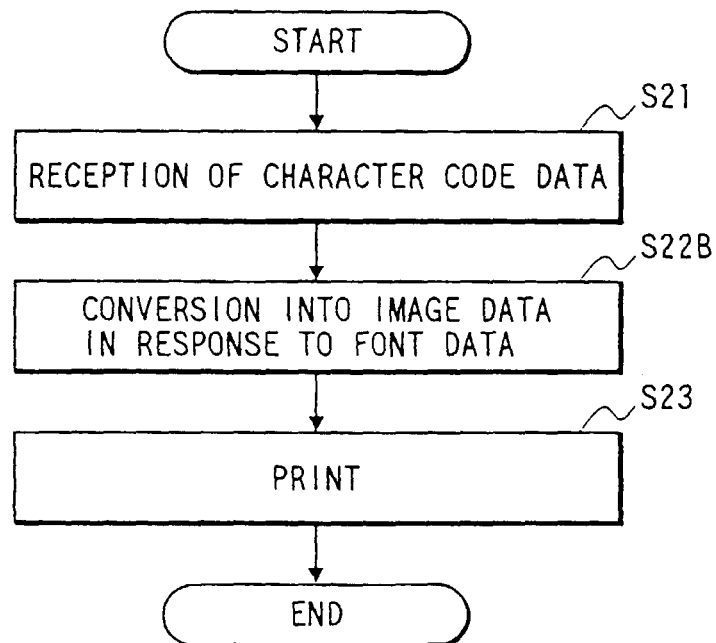 START
S21
RECEPTION OF CHARACTER CODE DATA
S22B
CONVERSION INTO IMAGE DATA
IN RESPONSE TO FONT DATA
S23
PRINT
END